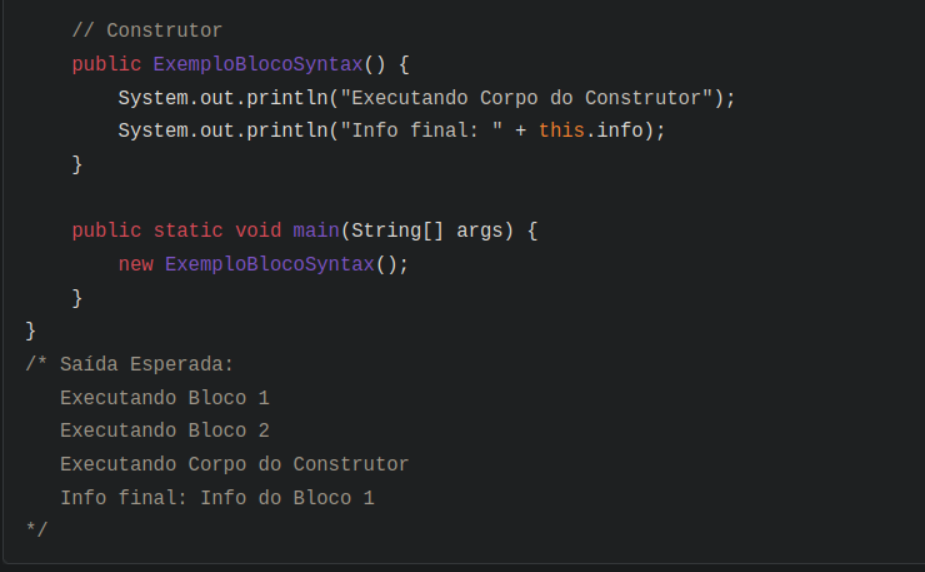 // Construtor
public ExemploBlocoSyntax() {
System.out.println("Executando Corpo do Construtor");
System.out.println("Info final: " + this.info);
}
public static void main(String[] args) {
new ExemploBlocoSyntax();
}
}
/* Saída Esperada:
Executando Bloco 1
Executando Bloco 2
Executando Corpo do Construtor
Info final: Info do Bloco 1
*/